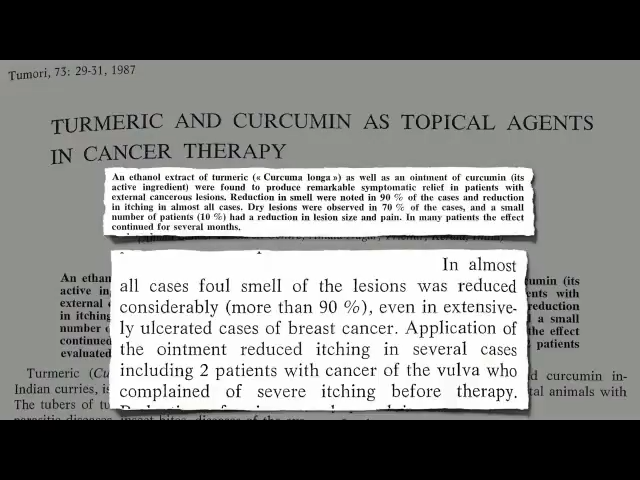 Tumori, 73: 29-31, 1987
TURMERIC AND CURCUMIN AS TOPICAL AGENTS
IN CANCER THERAPY
An ethanol extract of turmeric (« Curcuma longa ») as well as an ointment of curcumin (its
active ingredient) were found to produce remarkable symptomatic relief in patients with
external cancerous lesions. Reduction in smell were noted in 90 % of the cases and reduction
in itching in almost all cases. Dry lesions were observed in 70 % of the cases, and a small
number of patients (10 %) had a reduction in lesion size and pain. In many patients the effect
continued for several months.
In almost
all cases foul smell of the lesions was reduced
considerably (more than 90 %), even in extensive-
ly ulcerated cases of breast cancer. Application of
the ointment reduced itching in several cases
including 2 patients with cancer of the vulva who
complained of severe itching before therapy.
An ethan
active in
external
in itching
number o
continued
evaluated
Turmeric (Cu
Indian curries, is
The tubers of tu
cumin (its
ents with
reduction
a small
the effect
patients
d curcumin in-
tal animals with